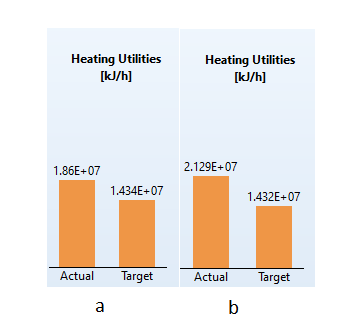 Heating Utilities
[kJ/h]
1.86E+07
1.434E+07
Actual
Target
a
Heating Utilities
[kJ/h]
2.129E+07
1.432E+07
Actual
Target
b